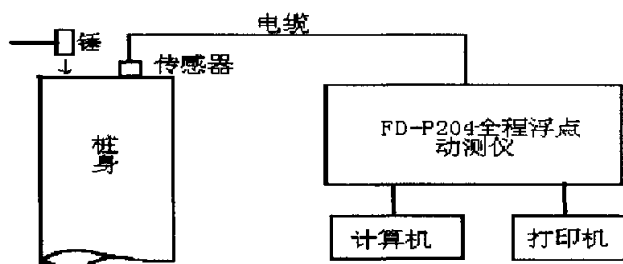 电缆
锤
传感器
桩身
FD-P204全程浮点
动测仪
计算机
打印机